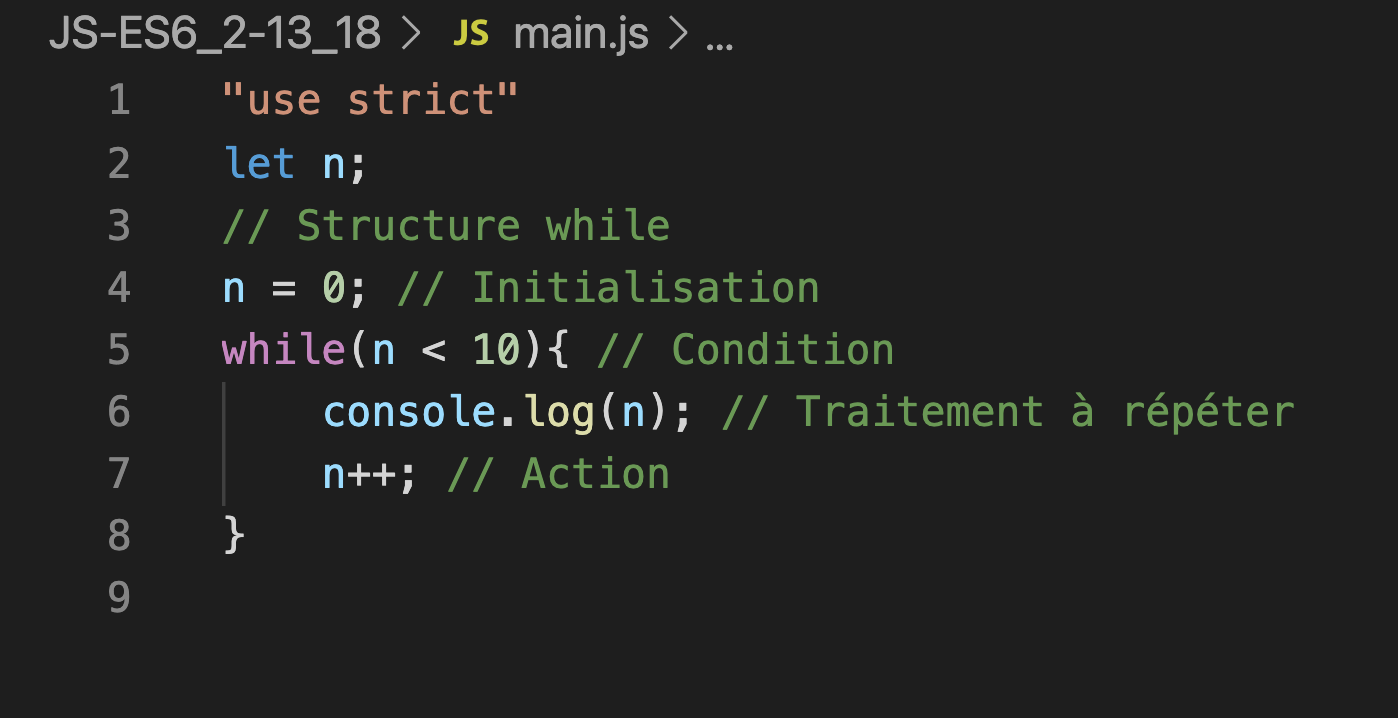 JS-ES6_2-13_18 > JS main.js > ...
1 "use strict"
2 let n;
3 // Structure while
4 n = 0; // Initialisation
5 while(n < 10){ // Condition
6     console.log(n); // Traitement à répéter
7     n++; // Action
8 }
9